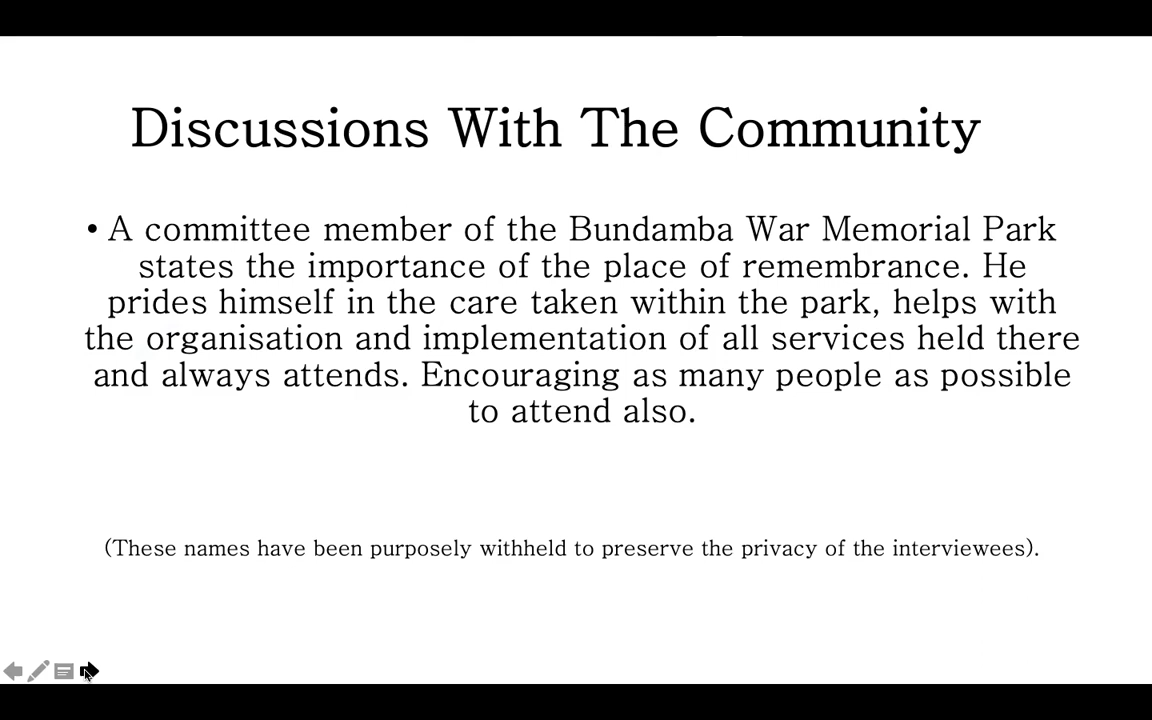 Discussions With The Community
• A committee member of the Bundamba War Memorial Park
states the importance of the place of remembrance. He
prides himself in the care taken within the park, helps with
the organisation and implementation of all services held there
and always attends. Encouraging as many people as possible
to attend also.
(These names have been purposely withheld to preserve the privacy of the interviewees).